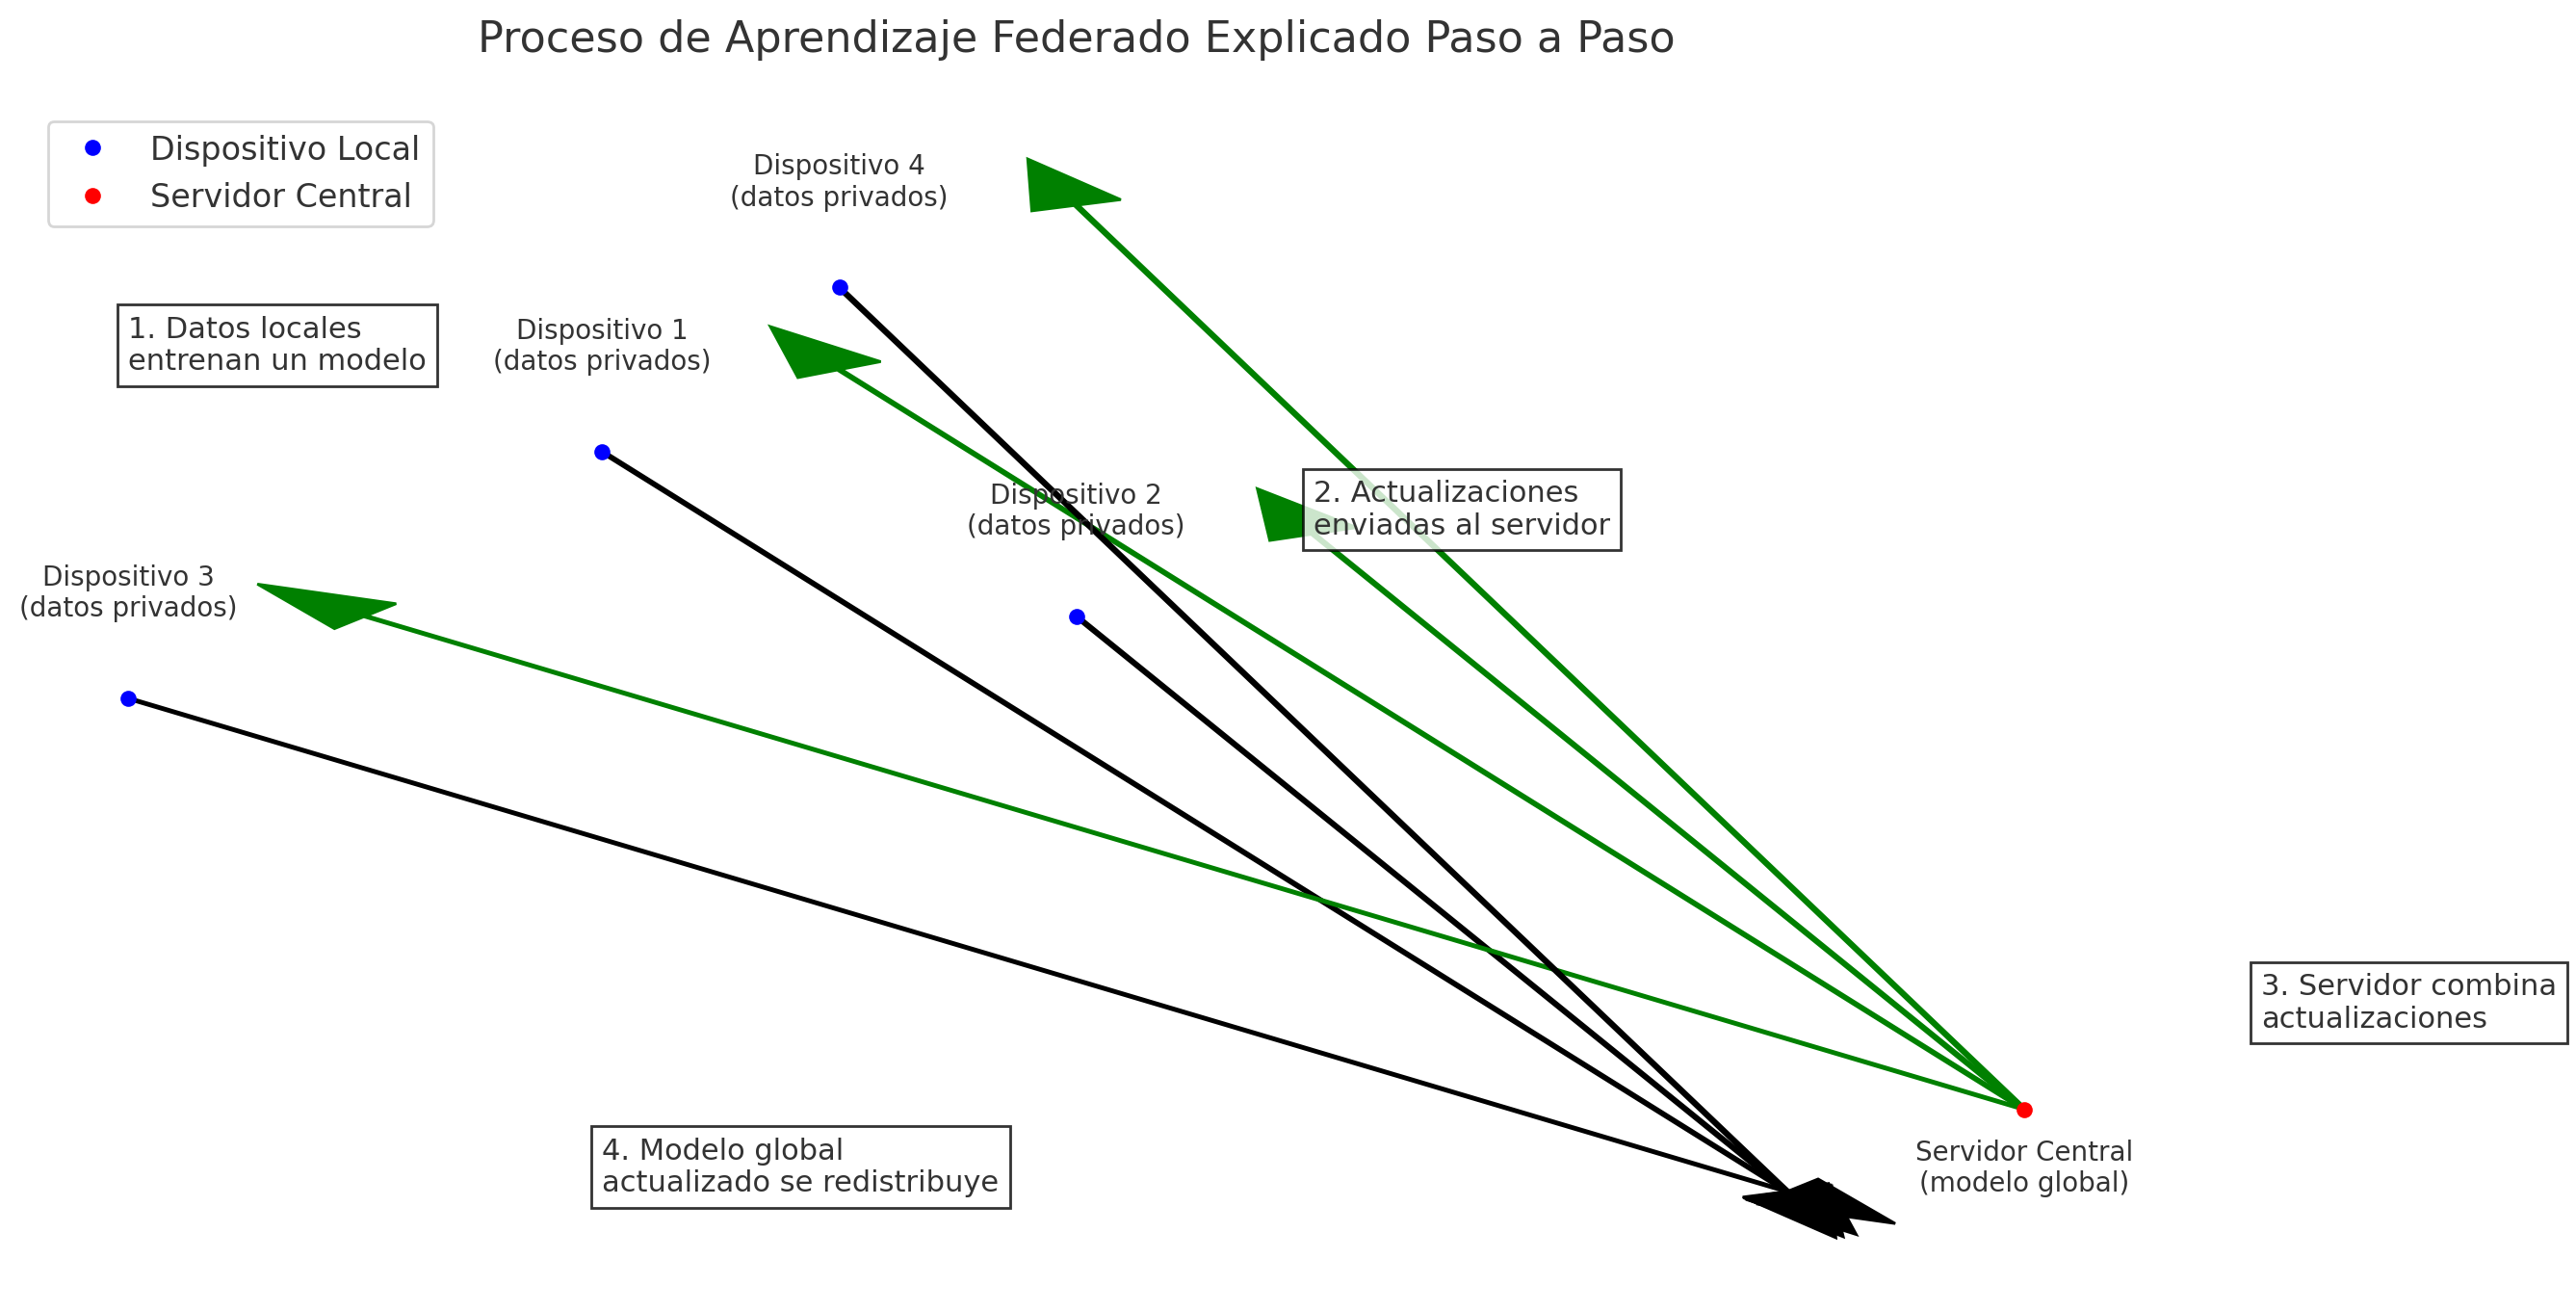 Proceso de Aprendizaje Federado Explicado Paso a Paso
Dispositivo Local
Servidor Central
Dispositivo 4
(datos privados)
1. Datos locales
entrenan un modelo
Dispositivo 1
(datos privados)
Dispositivo 2
(datos privados)
2. Actualizaciones
enviadas al servidor
Dispositivo 3
(datos privados)
3. Servidor combina
actualizaciones
4. Modelo global
actualizado se redistribuye
Servidor Central
(modelo global)